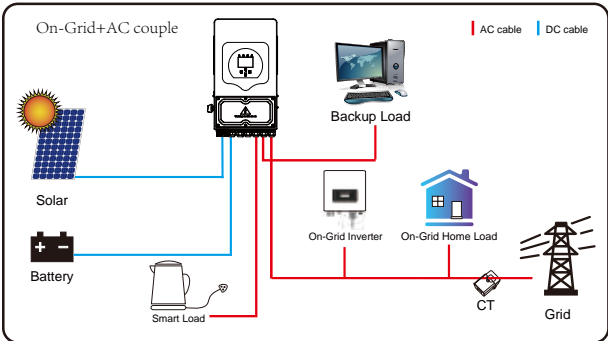 On-Grid+AC couple
AC cable
DC cable
Backup Load
Solar
On-Grid Inverter
On-Grid Home Load
Battery
Smart Load
CT
Grid